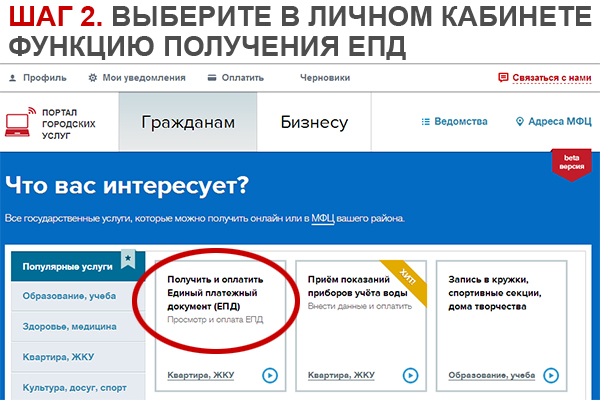 ШАГ 2. ВЫБЕРИТЕ В ЛИЧНОМ КАБИНЕТЕ
ФУНКЦИЮ ПОЛУЧЕНИЯ ЕПД
Профиль Мои уведомления Оплатить Черновики Связаться с нами
ПОРТАЛ
ГОРОДСКИХ
УСЛУГ
Гражданам
Бизнесу
Ведомства
Адреса МФЦ
beta
версия
Что вас интересует?
Все государственные услуги, которые можно получить онлайн или в МФЦ вашего района.
Популярные услуги
Образование, учеба
Здоровье, медицина
Квартира, ЖКУ
Культура, досуг, спорт
Получить и оплатить
Единый платежный
документ (ЕПД)
Просмотр и оплата ЕПД
Квартира, ЖКУ
Приём показаний
приборов учёта воды
Внести данные и оплатить
ХИТ!
Квартира, ЖКУ
Запись в кружки,
спортивные секции,
дома творчества
Образование, учеба